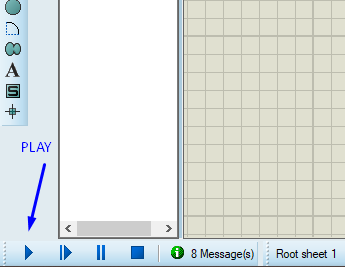 A
S
PLAY
8 Message(s)
Root sheet 1